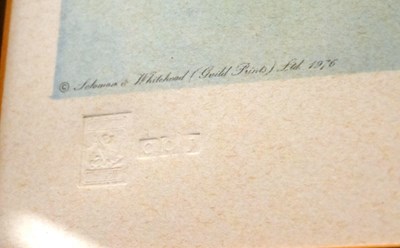 © Solomon & Whitehead (Guild Prints) Ltd. 1976